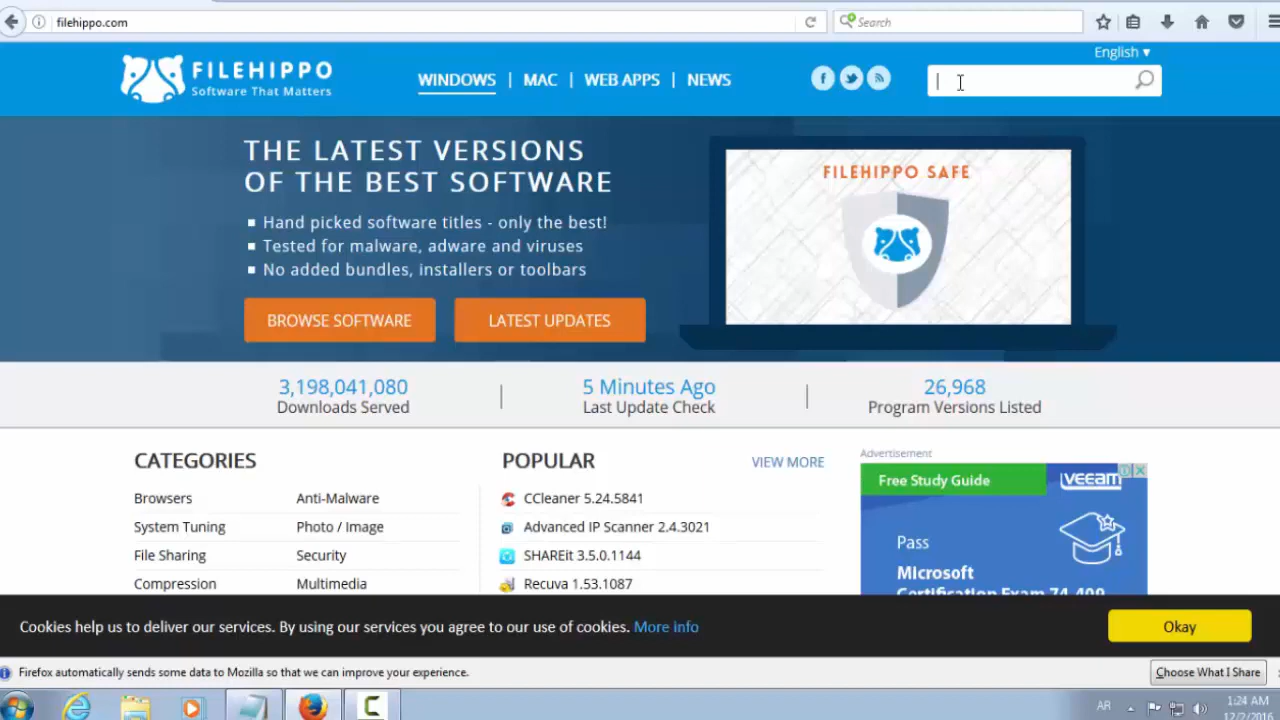 filehippo.com
Search
English ▾
FILEHIPPO
Software That Matters
WINDOWS | MAC | WEB APPS | NEWS
THE LATEST VERSIONS
OF THE BEST SOFTWARE
Hand picked software titles - only the best!
Tested for malware, adware and viruses
No added bundles, installers or toolbars
BROWSE SOFTWARE
LATEST UPDATES
FILEHIPPO SAFE
3,198,041,080
Downloads Served
5 Minutes Ago
Last Update Check
26,968
Program Versions Listed
CATEGORIES
Browsers
Anti-Malware
System Tuning
Photo / Image
File Sharing
Security
Compression
Multimedia
POPULAR
VIEW MORE
CCleaner 5.24.5841
Advanced IP Scanner 2.4.3021
SHAREit 3.5.0.1144
Recuva 1.53.1087
Advertisement
Free Study Guide
VEEAM
Pass
Microsoft
Certification Exam 74-409
Cookies help us to deliver our services. By using our services you agree to our use of cookies. More info
Okay
Firefox automatically sends some data to Mozilla so that we can improve your experience.
Choose What I Share
AR
1:24 AM
12/2/2016